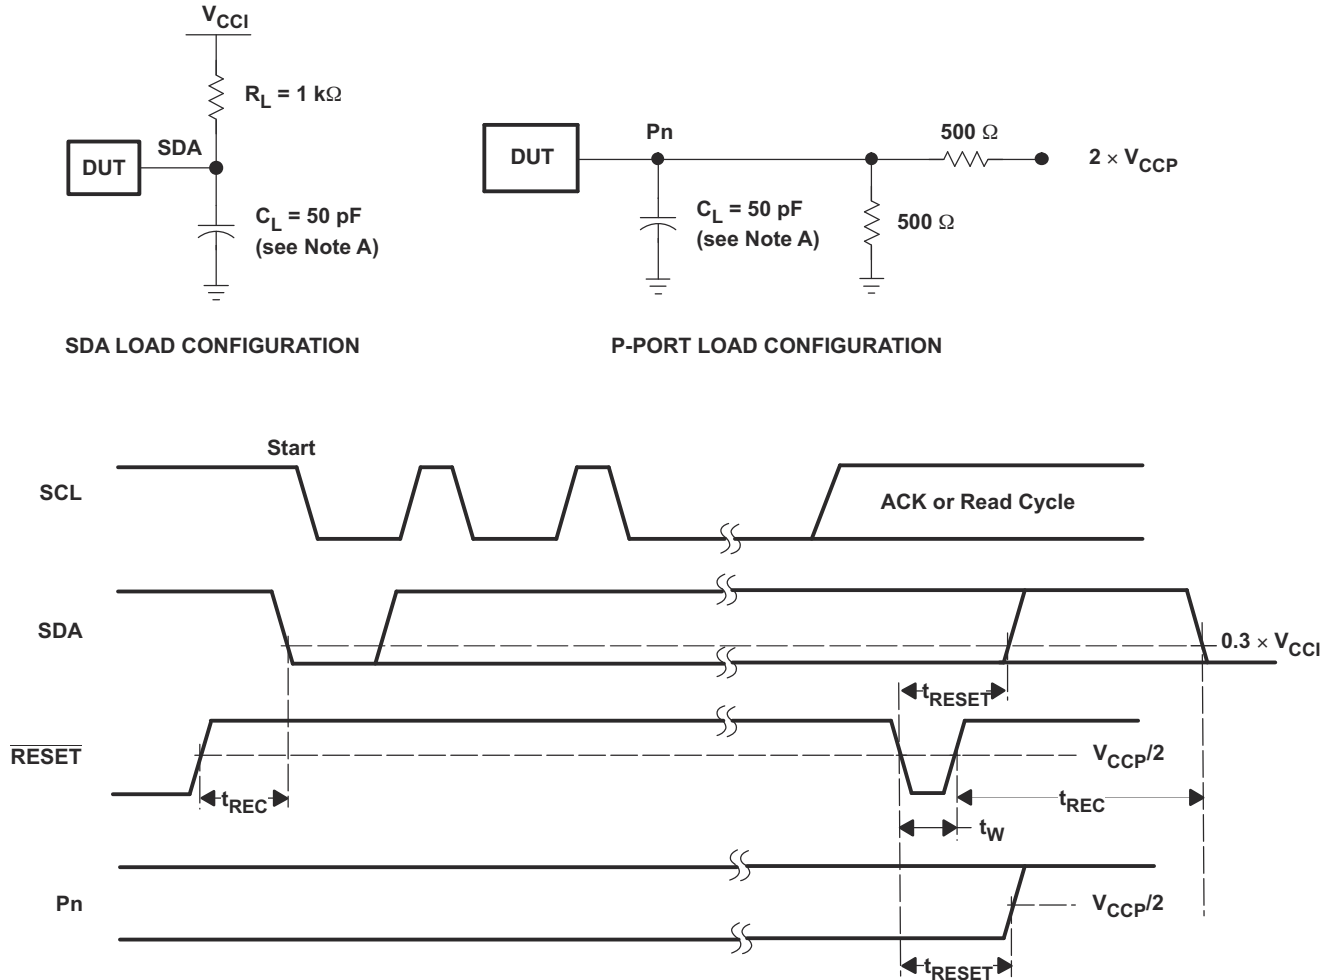 VCCI
RL = 1 kΩ
SDA
DUT
CL = 50 pF
(see Note A)
SDA LOAD CONFIGURATION
DUT
Pn
500 Ω
2 × VCCP
CL = 50 pF
(see Note A)
500 Ω
P-PORT LOAD CONFIGURATION
Start
SCL
ACK or Read Cycle
SDA
0.3 × VCCI
tRESET
RESET
VCCP/2
tREC
tREC
tW
Pn
VCCP/2
tRESET